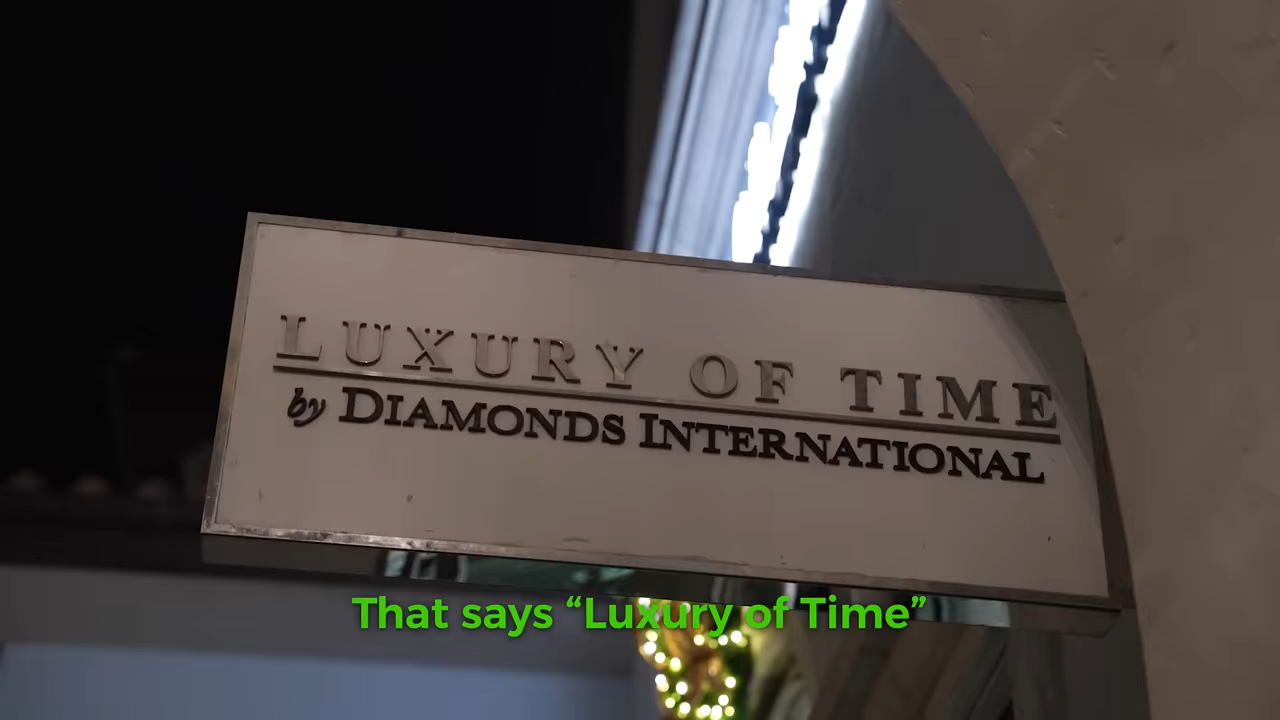 LUXURY OF TIME
by DIAMONDS INTERNATIONAL
That says “Luxury of Time”